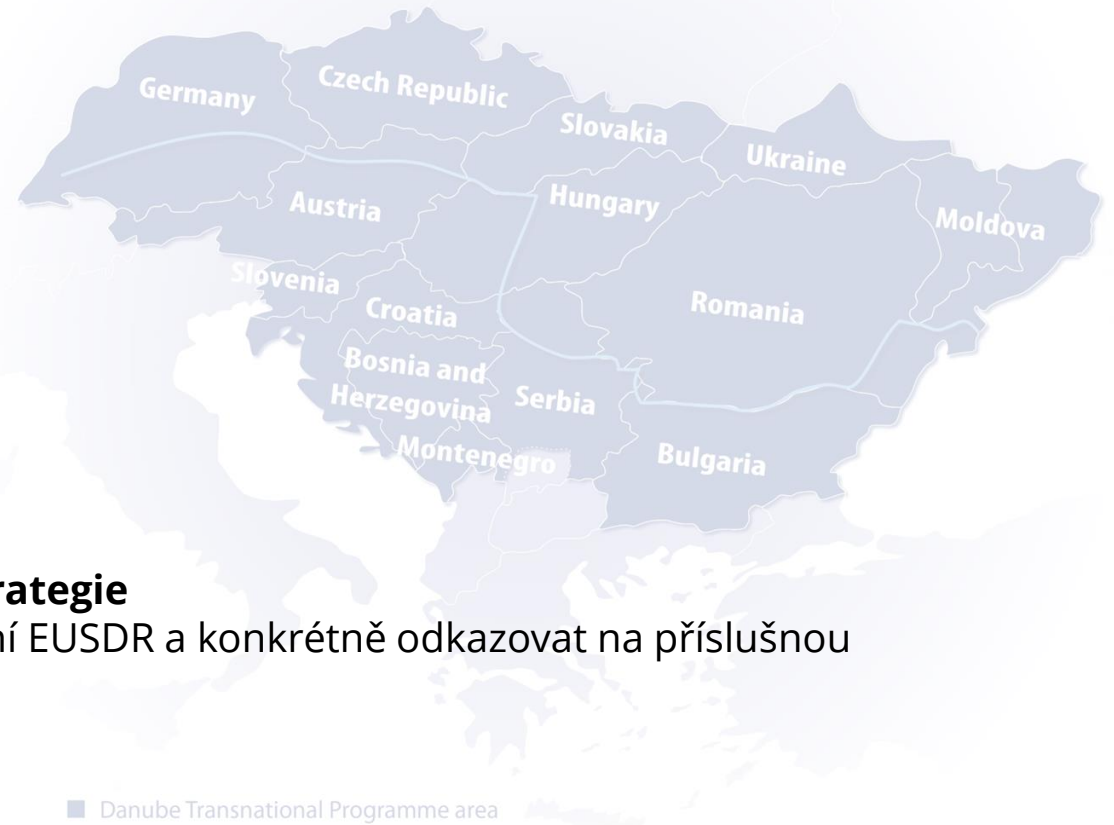 Germany
Czech Republic
Slovakia
Ukraine
Austria
Hungary
Moldova
Slovenia
Croatia
Romania
Bosnia and
Herzegovina
Serbia
Montenegro
Bulgaria
rategie
ní EUSDR a konkrétně odkazovat na příslušnou
Danube Transnational Programme area